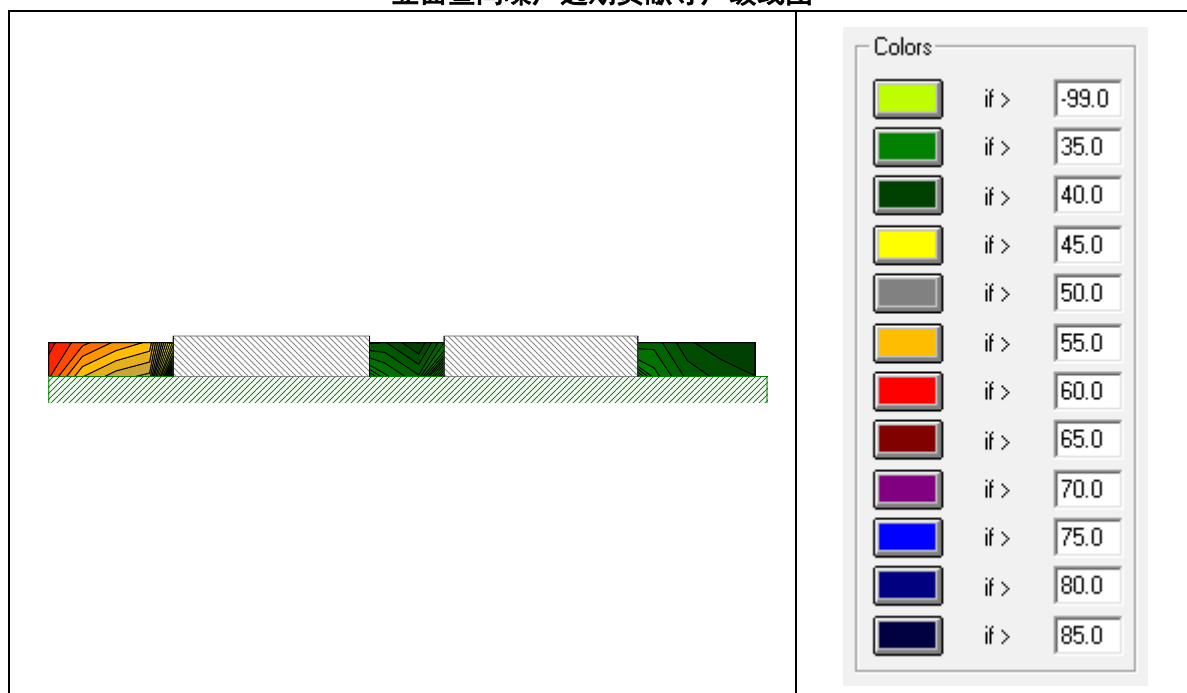 Colors
if > -99.0
if > 35.0
if > 40.0
if > 45.0
if > 50.0
if > 55.0
if > 60.0
if > 65.0
if > 70.0
if > 75.0
if > 80.0
if > 85.0